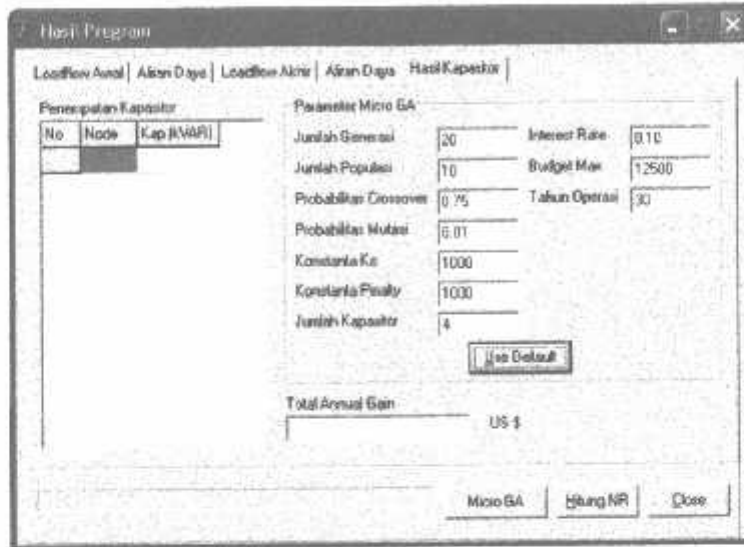 Hasil Program
Loadflow Awal
Aliran Daya
Loadflow Akhir
Aliran Daya
Hasil Kapasitor
Penempatan Kapasitor
No Node Kap (kVAR)
Parameter Micro GA
Jumlah Generasi 20
Jumlah Populasi 10
Probabilitas Crossover 0.75
Probabilitas Mutasi 0.01
Konstanta Kc 1000
Konstanta Pinalty 1000
Jumlah Kapasitor 4
Interest Rate 0.10
Budget Max 12500
Tahun Operasi 30
Use Default
Total Annual Gain
US $
Micro GA
Hitung NR
Close